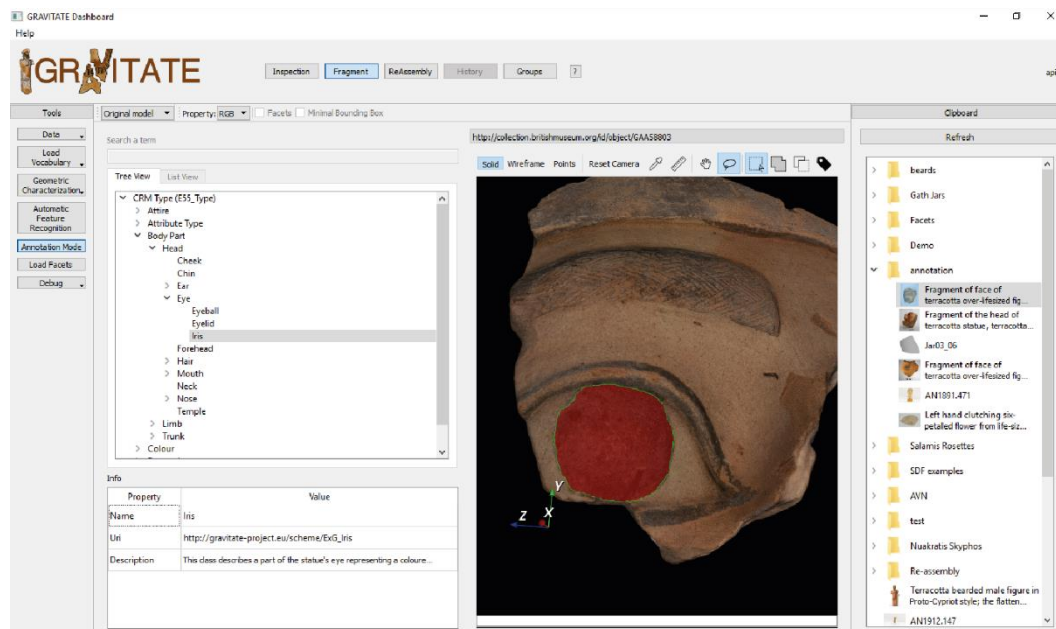 GRAVITATE Dashboard
Help
GRAVITATE
Inspection Fragment ReAssembly History Groups ?
api
Tools
Original model Property: RGB Facets Minimal Bounding Box
Clipboard
Data
Load Vocabulary
Geometric Characterization
Automatic Feature Recognition
Annotation Mode
Load Facets
Debug
Search a term
Tree View List View
CRM Type (E55_Type)
Attire
Attribute Type
Body Part
Head
Cheek
Chin
Ear
Eye
Eyeball
Eyelid
Iris
Forehead
Hair
Mouth
Neck
Nose
Temple
Limb
Trunk
Colour
Info
Property Value
Name Iris
Uri http://gravitate-project.eu/scheme/ExG_Iris
Description This class describes a part of the statue's eye representing a coloure...
http://collection.britishmuseum.org/id/object/GAA58803
Solid Wireframe Points Reset Camera
Y
Z X
Refresh
beards
Gath Jars
Facets
Demo
annotation
Fragment of face of
terracotta over-lifesized fig...
Fragment of the head of
terracotta statue, terracotta...
Jar03_06
Fragment of face of
terracotta over-lifesized fig...
AN1891.471
Left hand clutching six-
petaled flower from life-siz...
Salamis Rosettes
SDF examples
AVN
test
Nuakratis Skyphos
Re-assembly
Terracotta bearded male figure in
Proto-Cypriot style; the flatten...
AN1912.147